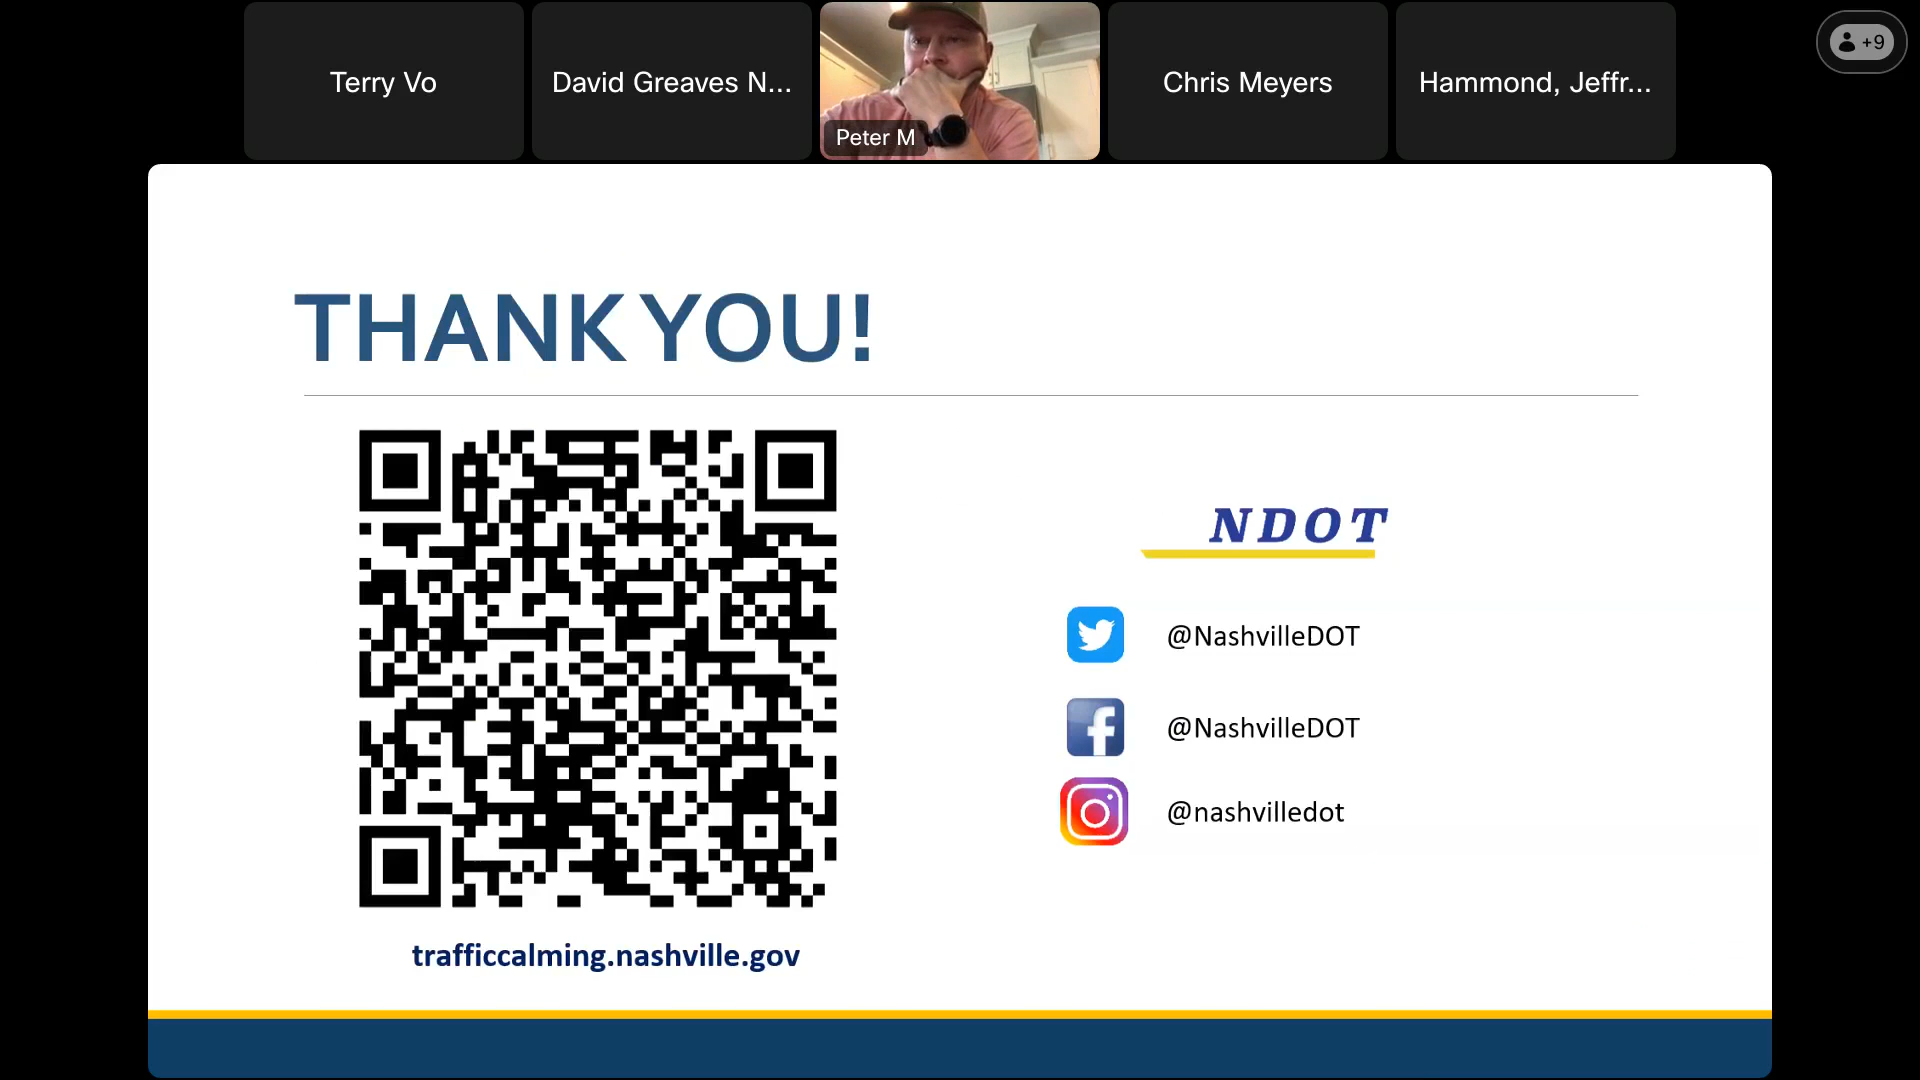 Terry Vo
David Greaves N...
Peter M
Chris Meyers
Hammond, Jeffr...
+9
THANK YOU!
NDOT
@NashvilleDOT
@NashvilleDOT
@nashvilledot
trafficcalming.nashville.gov